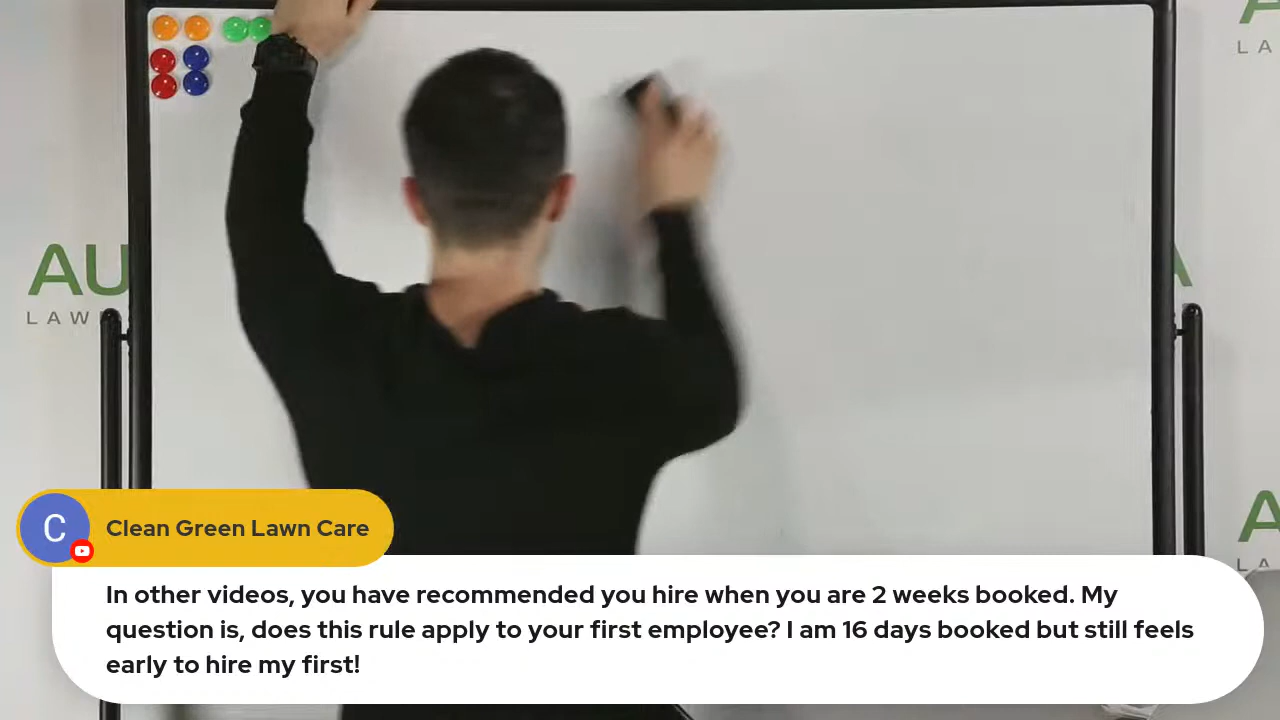 LA
AU
LAW
A
Clean Green Lawn Care
C
In other videos, you have recommended you hire when you are 2 weeks booked. My
question is, does this rule apply to your first employee? I am 16 days booked but still feels
early to hire my first!